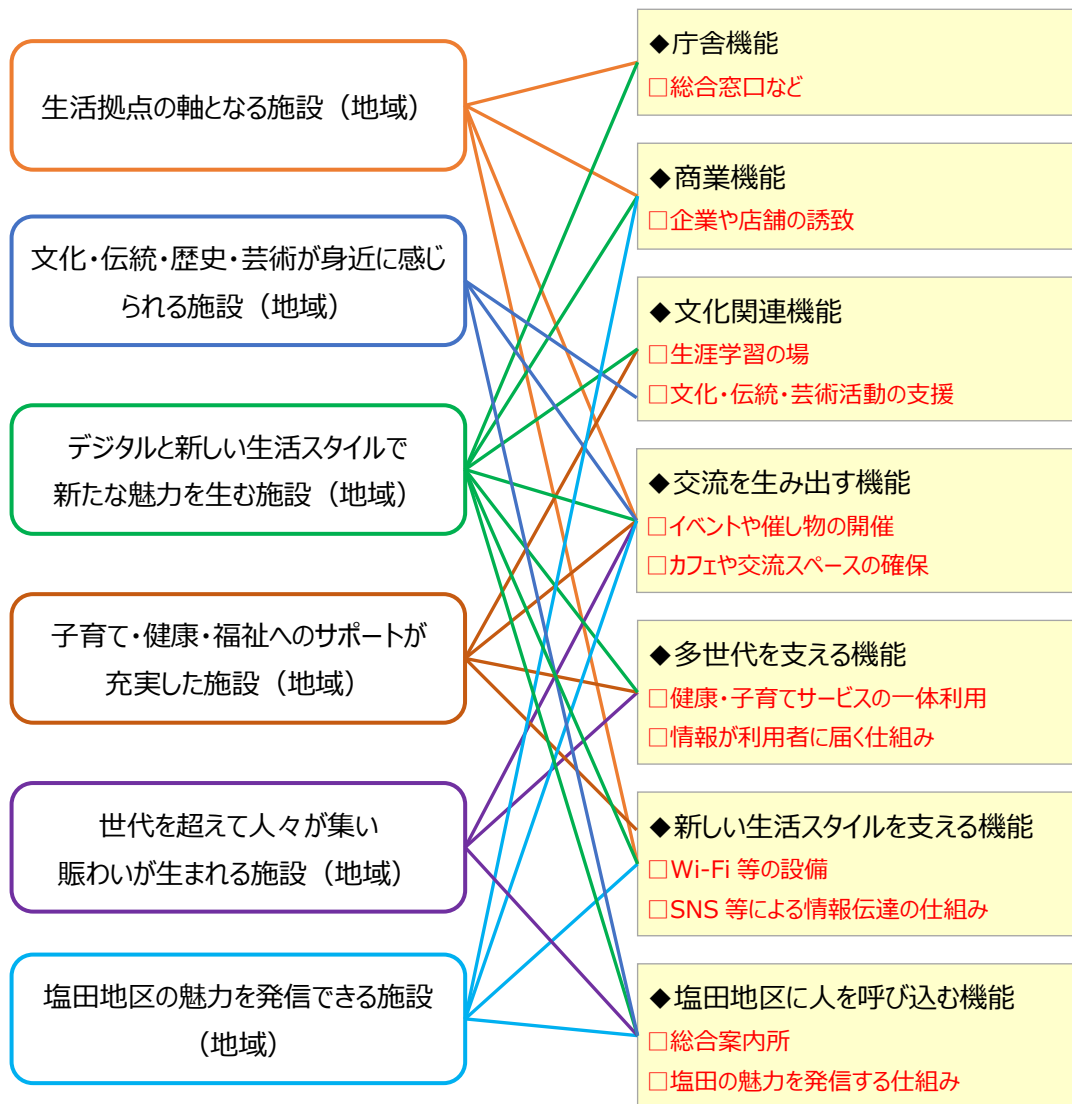 生活拠点の軸となる施設（地域）
文化・伝統・歴史・芸術が身近に感じ
られる施設（地域）
デジタルと新しい生活スタイルで
新たな魅力を生む施設（地域）
子育て・健康・福祉へのサポートが
充実した施設（地域）
世代を超えて人々が集い
賑わいが生まれる施設（地域）
塩田地区の魅力を発信できる施設
（地域）
◆庁舎機能
□総合窓口など
◆商業機能
□企業や店舗の誘致
◆文化関連機能
□生涯学習の場
□文化・伝統・芸術活動の支援
◆交流を生み出す機能
□イベントや催し物の開催
□カフェや交流スペースの確保
◆多世代を支える機能
□健康・子育てサービスの一体利用
□情報が利用者に届く仕組み
◆新しい生活スタイルを支える機能
□Wi-Fi 等の設備
□SNS 等による情報伝達の仕組み
◆塩田地区に人を呼び込む機能
□総合案内所
□塩田の魅力を発信する仕組み